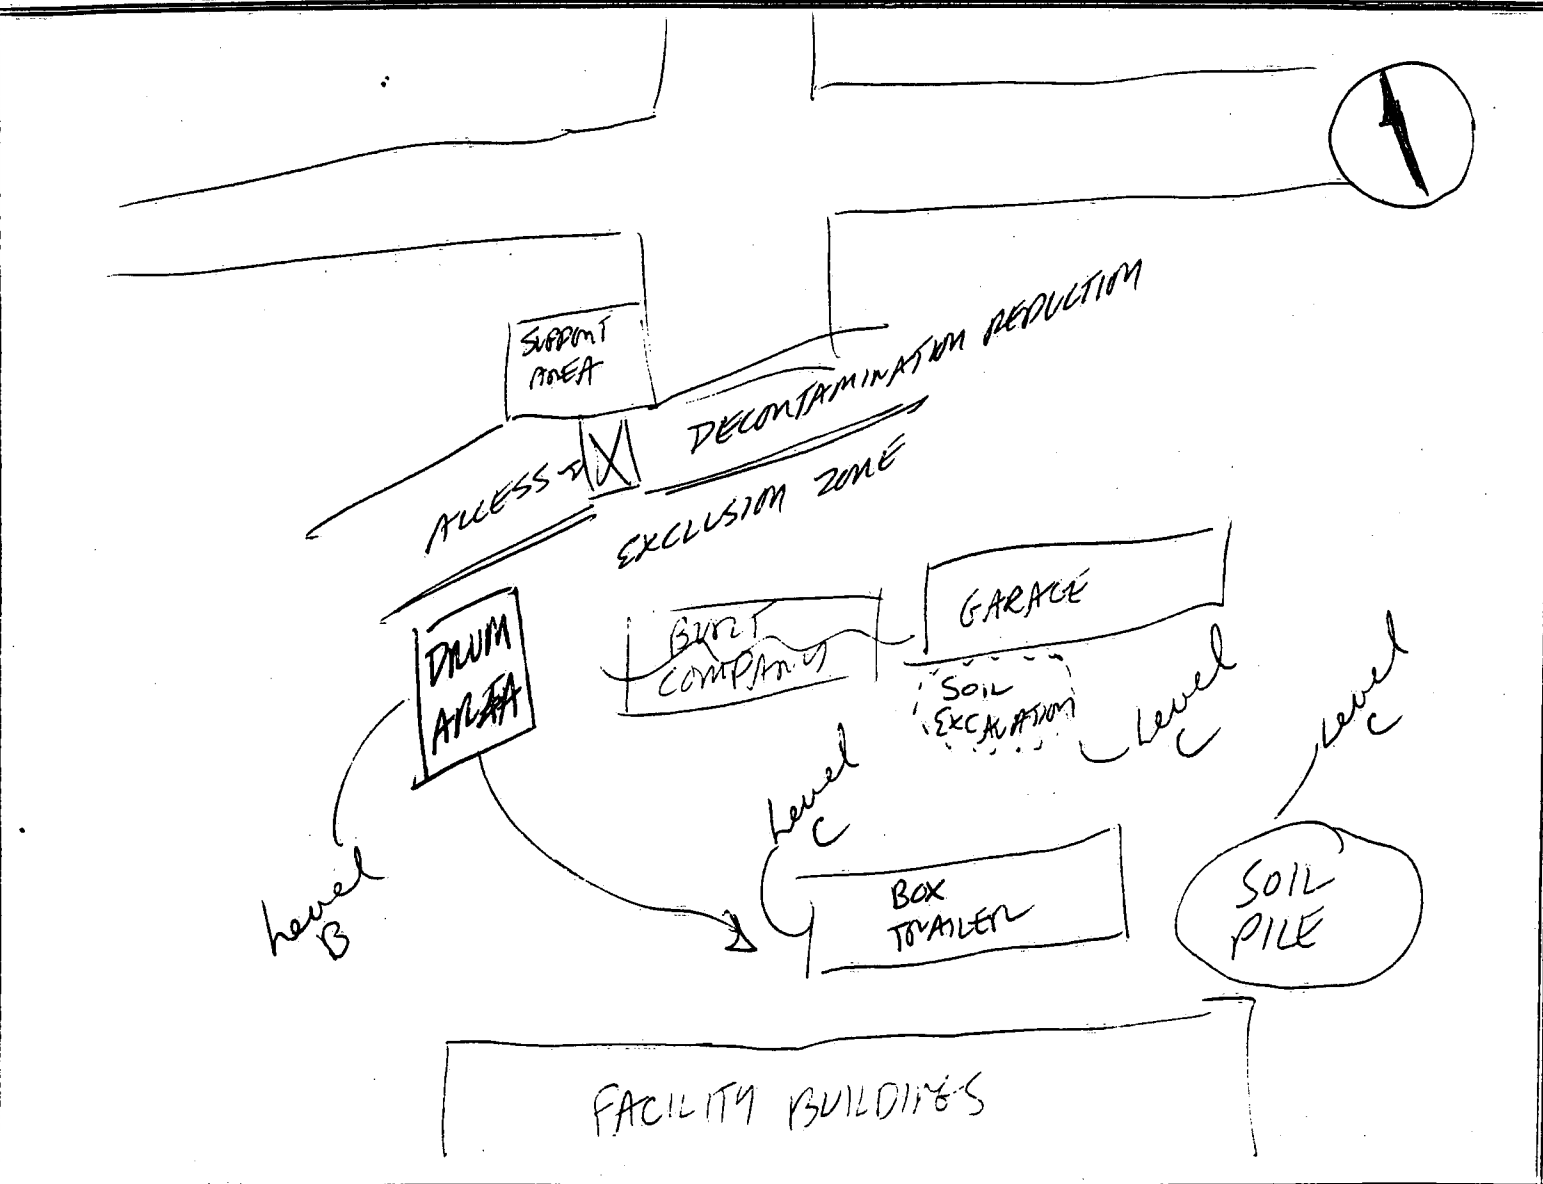 SUPPORT
AREA
DECONTAMINATION REDUCTION
ACCESS
EXCLUSION ZONE
DRUM
AREA
BURT
COMPANY
GARAGE
SOIL
EXCAVATION
Level
C
Level
C
Level
C
Level
B
BOX
TRAILER
SOIL
PILE
FACILITY BUILDINGS